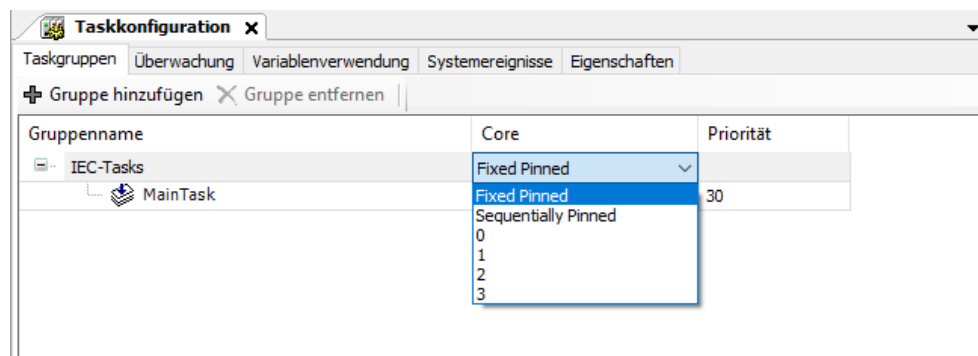 Taskkonfiguration
Taskgruppen Überwachung Variablenverwendung Systemereignisse Eigenschaften
Gruppe hinzufügen Gruppe entfernen
Gruppenname Core Priorität
IEC-Tasks Fixed Pinned
MainTask Fixed Pinned 30
Sequentially Pinned
0
1
2
3